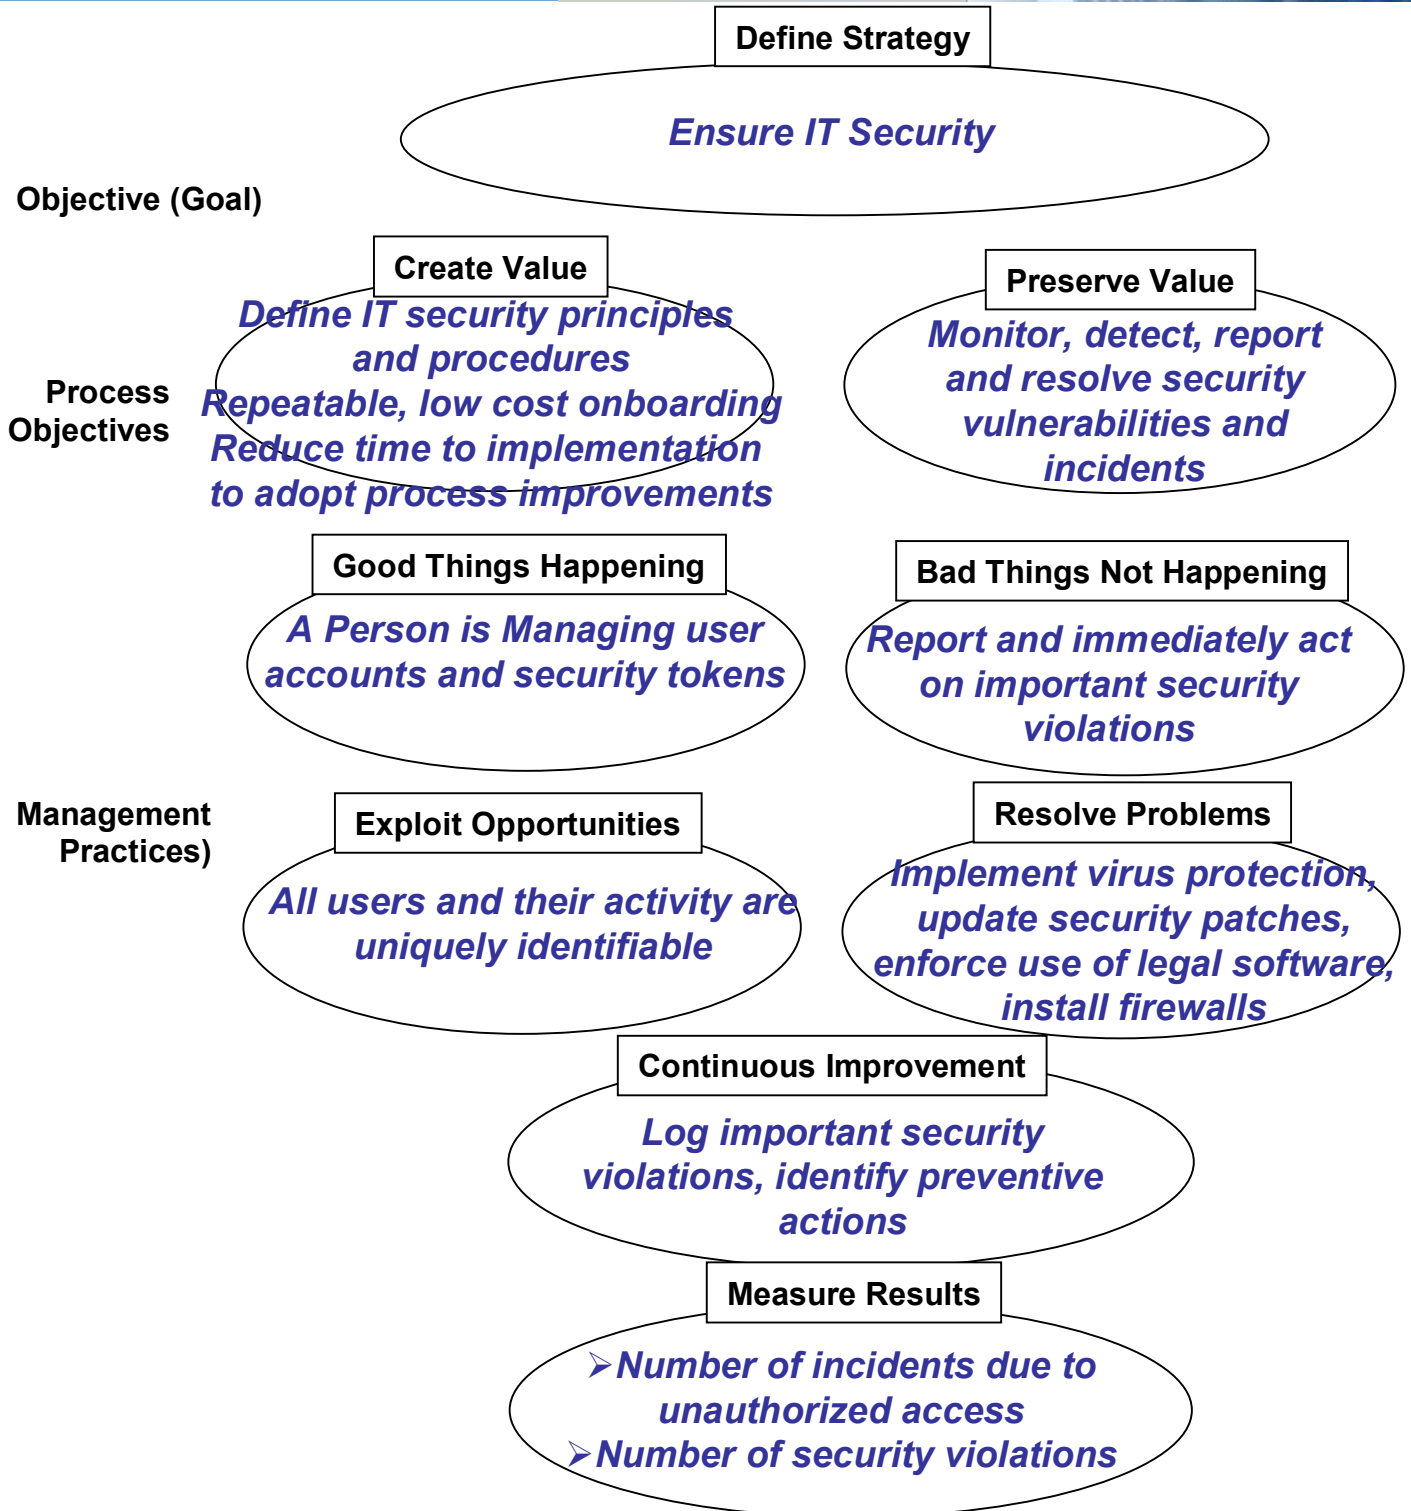 Define Strategy
Ensure IT Security
Objective (Goal)
Create Value
Define IT security principles
and procedures
Repeatable, low cost onboarding
Reduce time to implementation
to adopt process improvements
Preserve Value
Monitor, detect, report
and resolve security
vulnerabilities and
incidents
Process
Objectives
Good Things Happening
A Person is Managing user
accounts and security tokens
Bad Things Not Happening
Report and immediately act
on important security
violations
Management
Practices)
Exploit Opportunities
All users and their activity are
uniquely identifiable
Resolve Problems
Implement virus protection,
update security patches,
enforce use of legal software,
install firewalls
Continuous Improvement
Log important security
violations, identify preventive
actions
Measure Results
➢Number of incidents due to
unauthorized access
➢Number of security violations